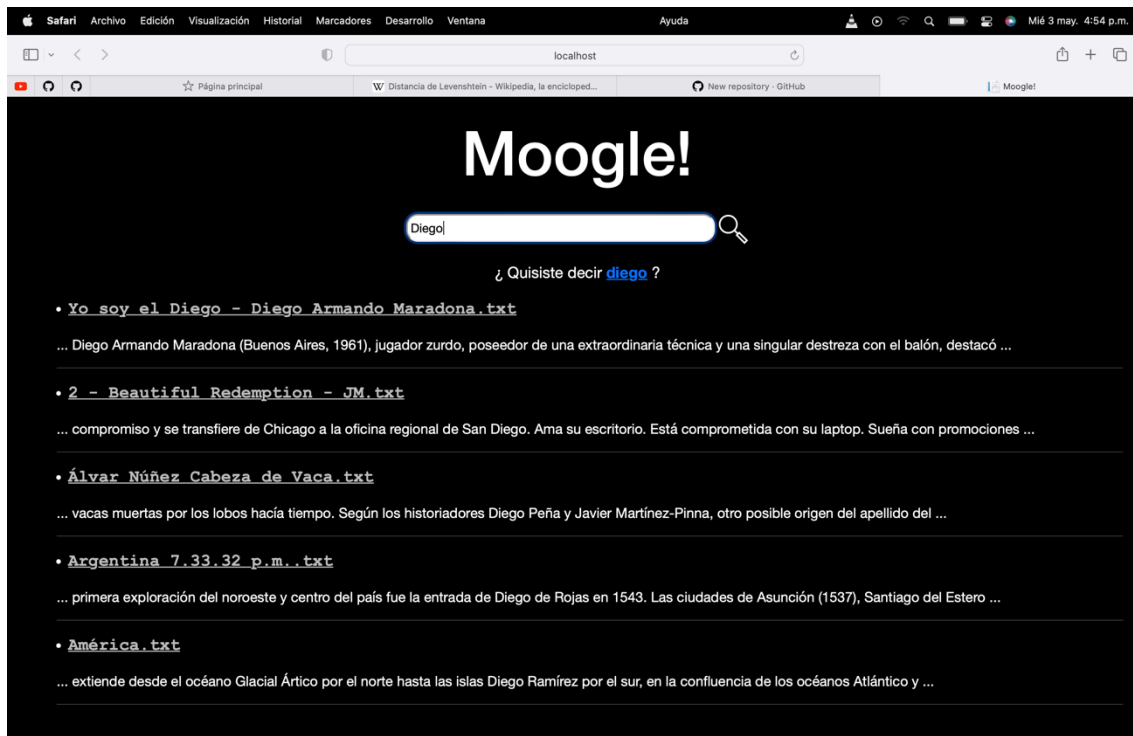 Safari Archivo Edición Visualización Historial Marcadores Desarrollo Ventana Ayuda Mié 3 may. 4:54 p.m.
localhost
Página principal W Distancia de Levenshtein - Wikipedia, la encicloped... New repository · GitHub Moogle!
Moogle!
Diego
¿ Quisiste decir diego ?
• Yo soy el Diego - Diego Armando Maradona.txt
... Diego Armando Maradona (Buenos Aires, 1961), jugador zurdo, poseedor de una extraordinaria técnica y una singular destreza con el balón, destacó ...
• 2 - Beautiful Redemption - JM.txt
... compromiso y se transfiere de Chicago a la oficina regional de San Diego. Ama su escritorio. Está comprometida con su laptop. Sueña con promociones ...
• Álvar Núñez Cabeza de Vaca.txt
... vacas muertas por los lobos hacía tiempo. Según los historiadores Diego Peña y Javier Martínez-Pinna, otro posible origen del apellido del ...
• Argentina 7.33.32 p.m..txt
... primera exploración del noroeste y centro del país fue la entrada de Diego de Rojas en 1543. Las ciudades de Asunción (1537), Santiago del Estero ...
• América.txt
... extiende desde el océano Glacial Ártico por el norte hasta las islas Diego Ramírez por el sur, en la confluencia de los océanos Atlántico y ...